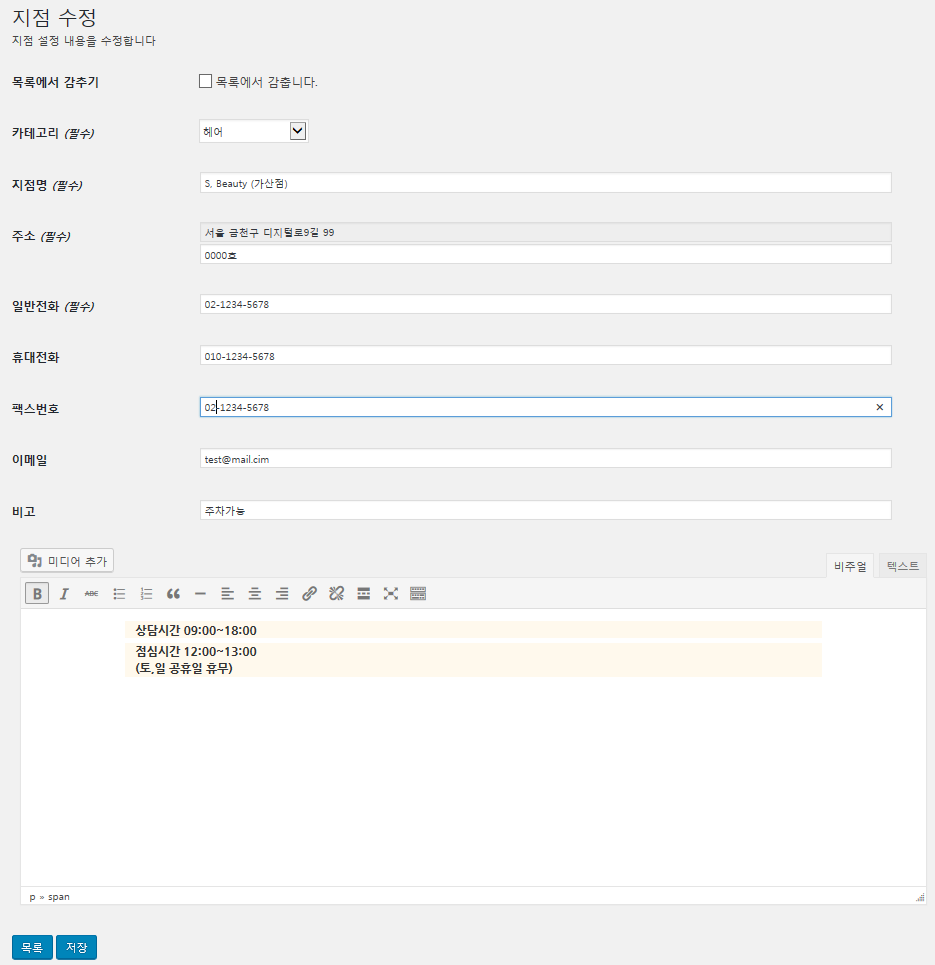 지점 수정
지점 설정 내용을 수정합니다
목록에서 감추기
목록에서 감춥니다.
카테고리 (필수)
헤어
지점명 (필수)
S, Beauty (가산점)
주소 (필수)
서울 금천구 디지털로9길 99
0000호
일반전화 (필수)
02-1234-5678
휴대전화
010-1234-5678
팩스번호
02-1234-5678
이메일
test@mail.cim
비고
주차가능
미디어 추가
비주얼
텍스트
B I ABC
상담시간 09:00~18:00
점심시간 12:00~13:00
(토,일 공휴일 휴무)
p » span
목록
저장